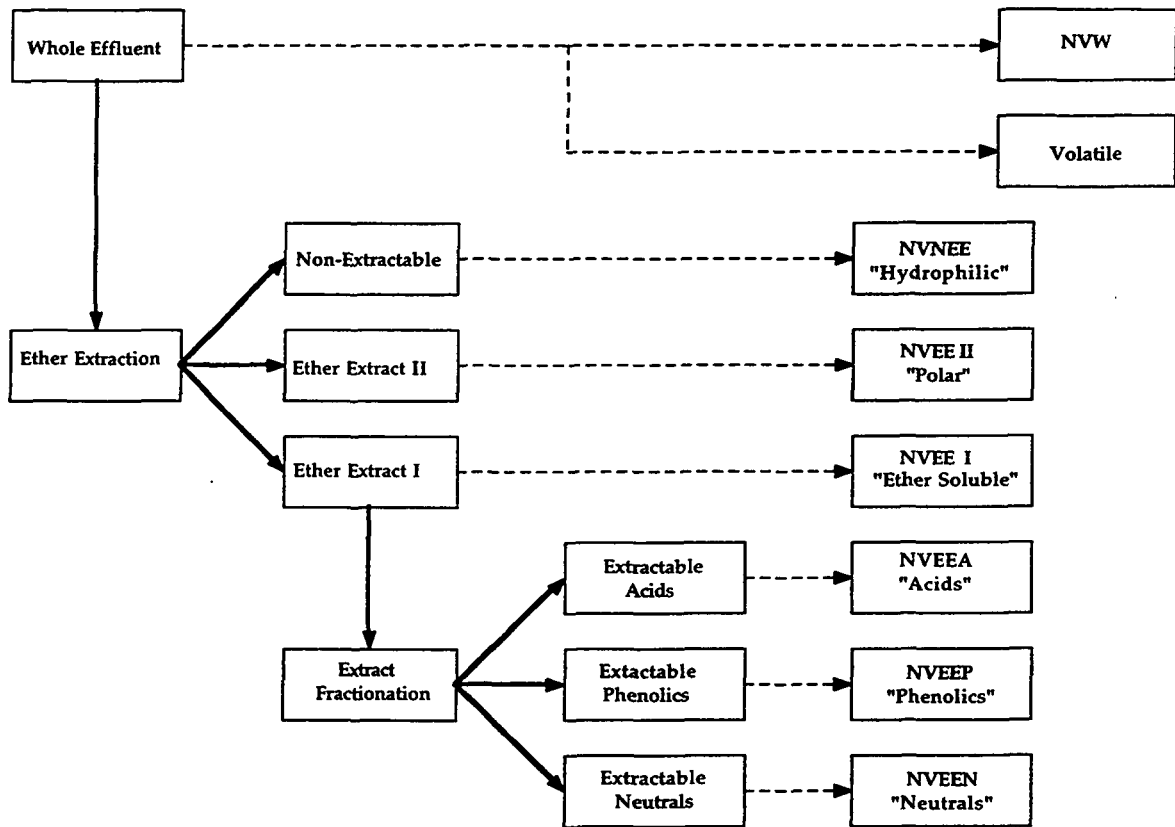 Whole Effluent
NVW
Volatile
Non-Extractable
NVNEE
"Hydrophilic"
Ether Extraction
Ether Extract II
NVEE II
"Polar"
Ether Extract I
NVEE I
"Ether Soluble"
Extractable
Acids
NVEEA
"Acids"
Extract
Fractionation
Extactable
Phenolics
NVEEP
"Phenolics"
Extractable
Neutrals
NVEEN
"Neutrals"